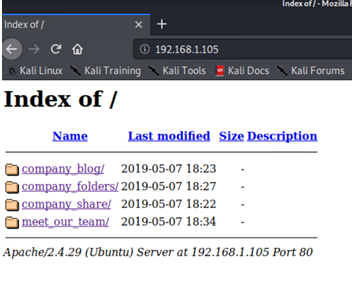 Index of / - Mozilla F
Index of /
192.168.1.105
Kali Linux Kali Training Kali Tools Kali Docs Kali Forums
Index of /
Name Last modified Size Description
company_blog/ 2019-05-07 18:23 -
company_folders/ 2019-05-07 18:27 -
company_share/ 2019-05-07 18:22 -
meet_our_team/ 2019-05-07 18:34 -
Apache/2.4.29 (Ubuntu) Server at 192.168.1.105 Port 80